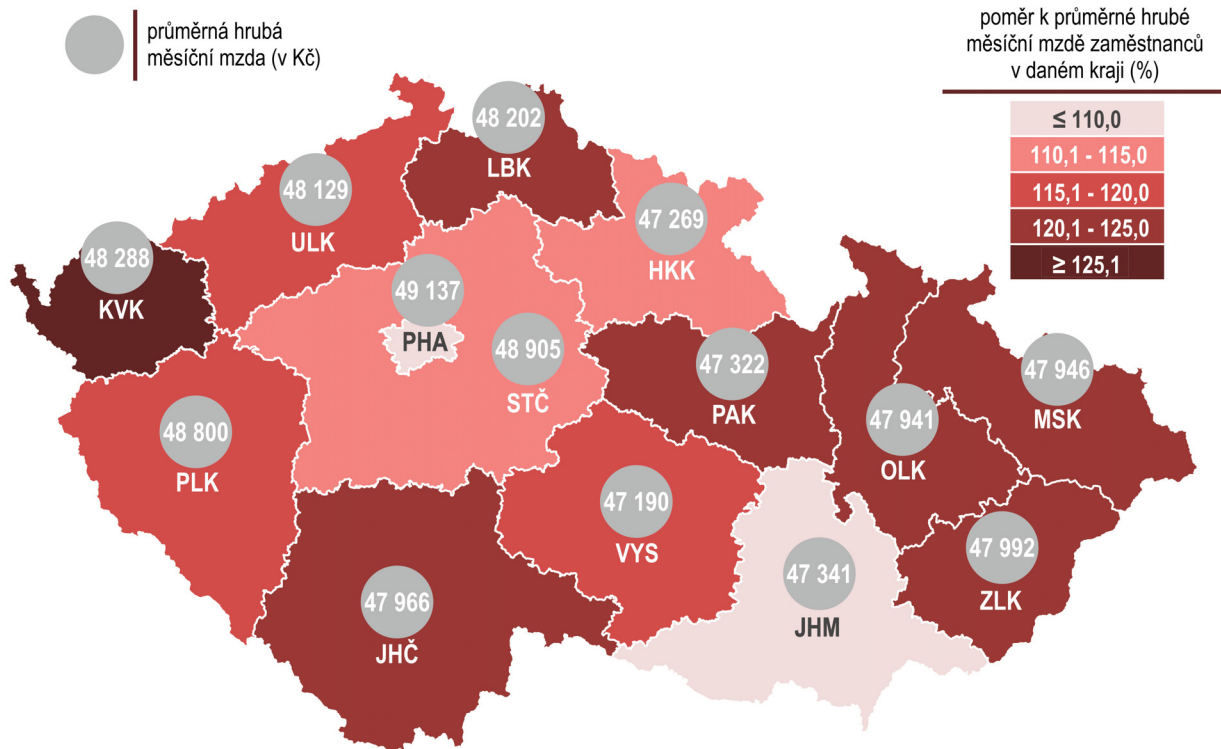 průměrná hrubá
měsíční mzda (v Kč)
poměr k průměrné hrubé
měsíční mzdě zaměstnanců
v daném kraji (%)
≤ 110,0
110,1 - 115,0
115,1 - 120,0
120,1 - 125,0
≥ 125,1
48 202
LBK
48 129
ULK
47 269
HKK
48 288
KVK
49 137
PHA
48 905
STČ
47 322
PAK
47 946
MSK
48 800
PLK
47 941
OLK
47 190
VYS
47 992
ZLK
47 341
JHM
47 966
JHČ